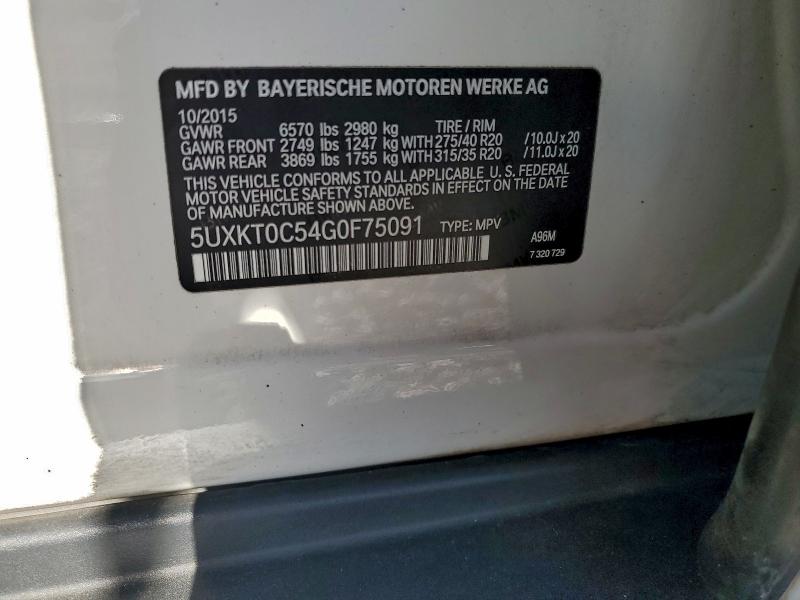 MFD BY BAYERISCHE MOTOREN WERKE AG
10/2015 TIRE / RIM
GVWR 6570 lbs 2980 kg
GAWR FRONT 2749 lbs 1247 kg WITH 275/40 R20 /10.0J x 20
GAWR REAR 3869 lbs 1755 kg WITH 315/35 R20 /11.0J x 20
THIS VEHICLE CONFORMS TO ALL APPLICABLE U. S. FEDERAL
MOTOR VEHICLE SAFETY STANDARDS IN EFFECT ON THE DATE
OF MANUFACTURE SHOWN ABOVE.
5UXKT0C54G0F75091 TYPE: MPV A96M
7 320 729